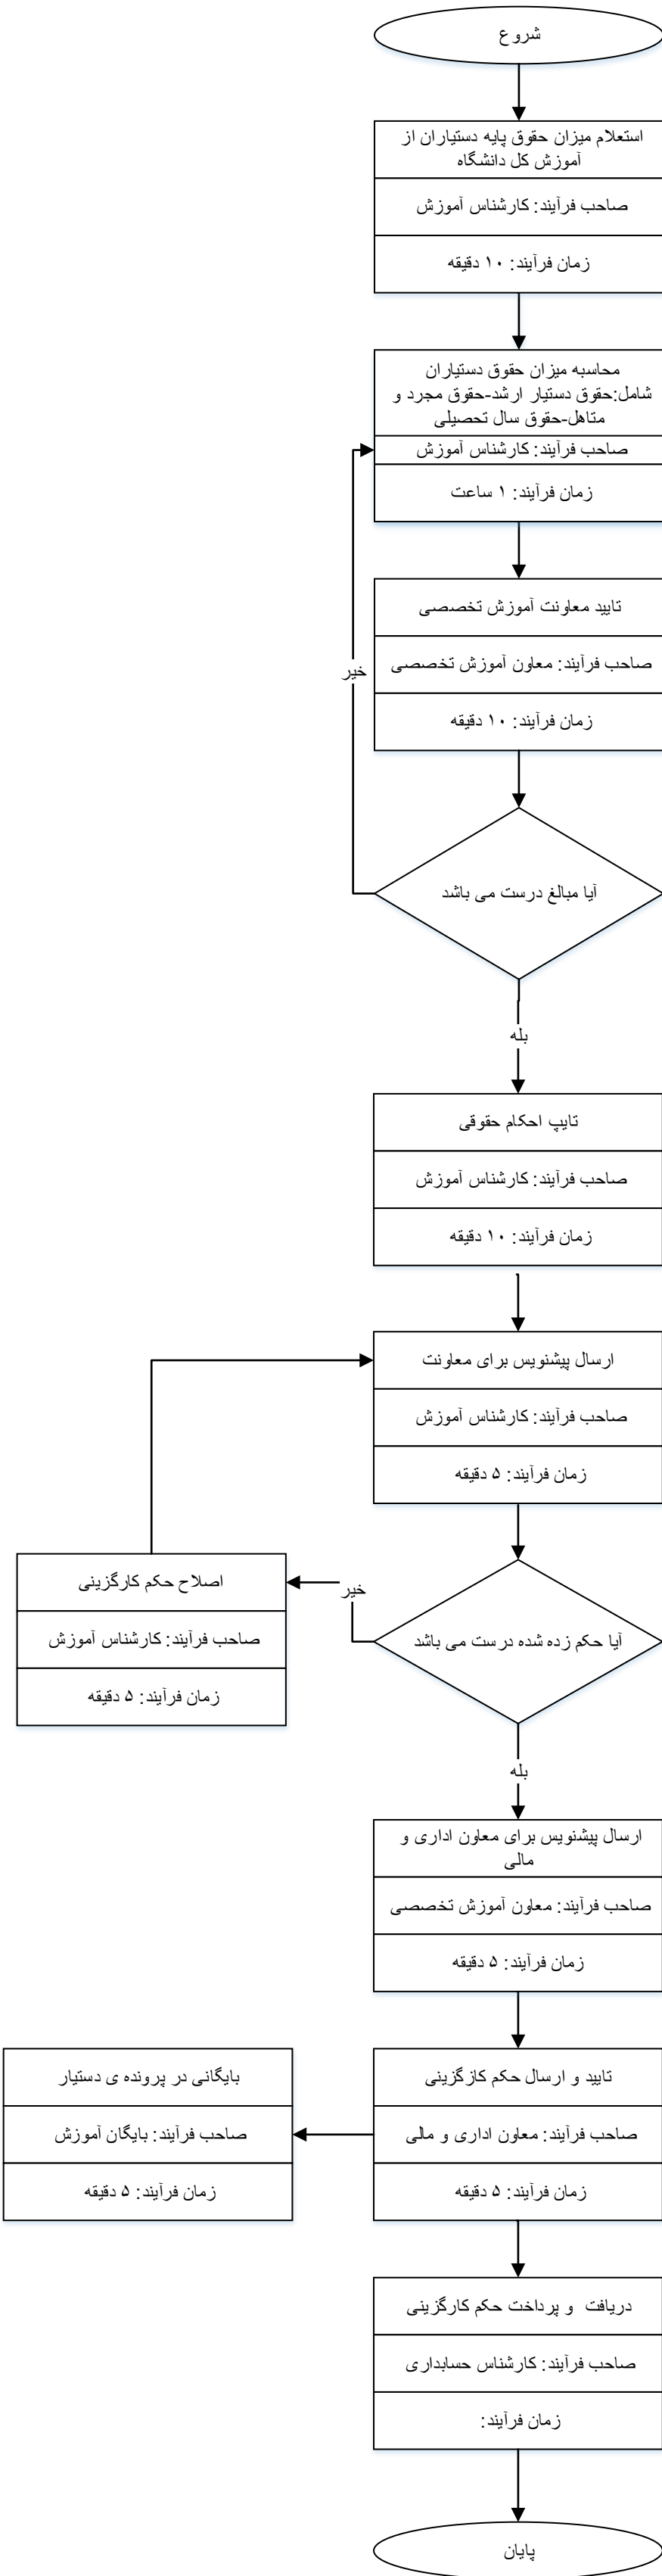 شروع
استعلام میزان حقوق پایه دستیاران از
آموزش کل دانشگاه
صاحب فرآیند: کارشناس آموزش
زمان فرآیند: ۱۰ دقیقه
محاسبه میزان حقوق دستیاران
شامل:حقوق دستیار ارشد-حقوق مجرد و
متاهل-حقوق سال تحصیلی
صاحب فرآیند: کارشناس آموزش
زمان فرآیند: ۱ ساعت
تایید معاونت آموزش تخصصی
صاحب فرآیند: معاون آموزش تخصصی
زمان فرآیند: ۱۰ دقیقه
خیر
آیا مبالغ درست می باشد
بله
تایپ احکام حقوقی
صاحب فرآیند: کارشناس آموزش
زمان فرآیند: ۱۰ دقیقه
ارسال پیشنویس برای معاونت
صاحب فرآیند: کارشناس آموزش
زمان فرآیند: ۵ دقیقه
آیا حکم زده شده درست می باشد
خیر
اصلاح حکم کارگزینی
صاحب فرآیند: کارشناس آموزش
زمان فرآیند: ۵ دقیقه
بله
ارسال پیشنویس برای معاون اداری و
مالی
صاحب فرآیند: معاون آموزش تخصصی
زمان فرآیند: ۵ دقیقه
تایید و ارسال حکم کازگزینی
صاحب فرآیند: معاون اداری و مالی
زمان فرآیند: ۵ دقیقه
بایگانی در پرونده ی دستیار
صاحب فرآیند: بایگان آموزش
زمان فرآیند: ۵ دقیقه
دریافت و پرداخت حکم کارگزینی
صاحب فرآیند: کارشناس حسابداری
زمان فرآیند:
پایان